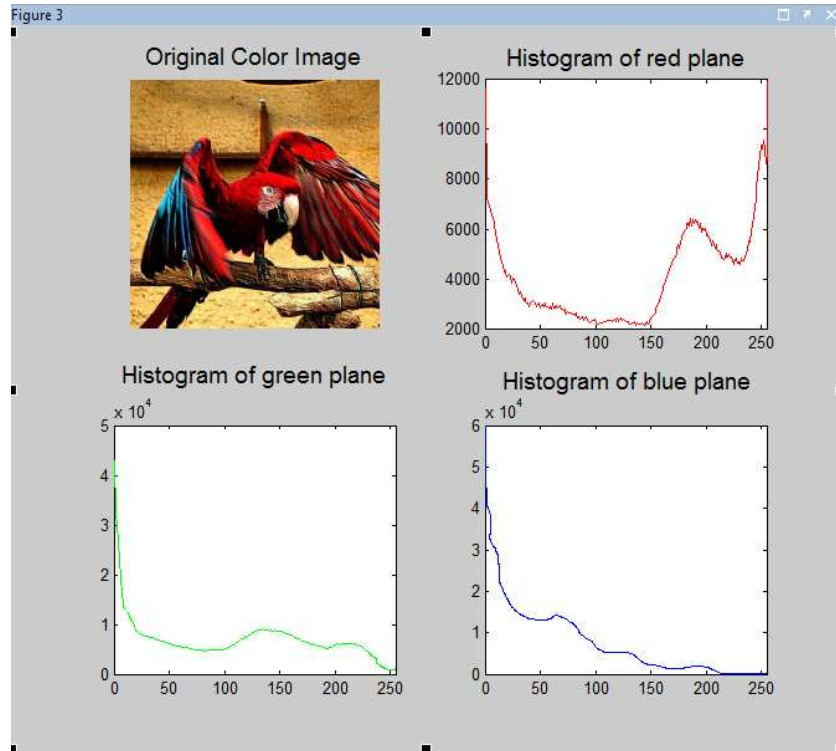 Figure 3
Original Color Image
Histogram of red plane
12000
10000
8000
6000
4000
2000
0 50 100 150 200 250
Histogram of green plane
x 10^4
5
4
3
2
1
0
0 50 100 150 200 250
Histogram of blue plane
x 10^4
6
5
4
3
2
1
0
0 50 100 150 200 250